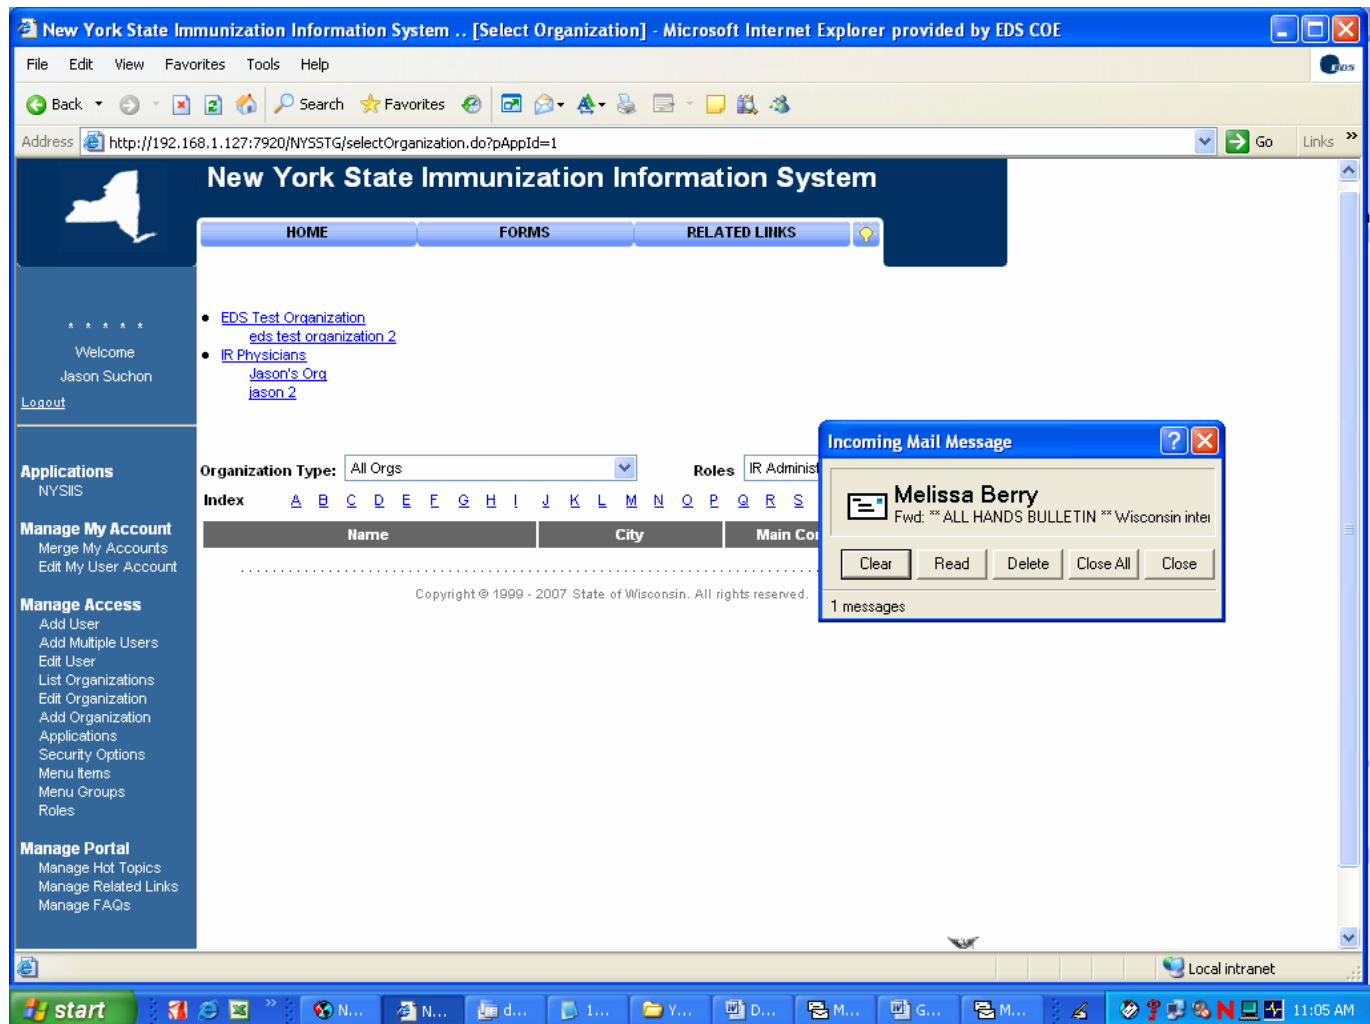 New York State Immunization Information System .. [Select Organization] - Microsoft Internet Explorer provided by EDS COE
File Edit View Favorites Tools Help
EDS
Back Search Favorites
Address http://192.168.1.127:7920/NYSSTG/selectOrganization.do?pAppId=1 Go Links »
New York State Immunization Information System
HOME FORMS RELATED LINKS
* * * * *
Welcome
Jason Suchon
Logout
Applications
NYSIIS
Manage My Account
Merge My Accounts
Edit My User Account
Manage Access
Add User
Add Multiple Users
Edit User
List Organizations
Edit Organization
Add Organization
Applications
Security Options
Menu Items
Menu Groups
Roles
Manage Portal
Manage Hot Topics
Manage Related Links
Manage FAQs
• EDS Test Organization
eds test organization 2
• IR Physicians
Jason's Org
jason 2
Organization Type: All Orgs Roles IR Administ
Index A B C D E F G H I J K L M N O P Q R S
Name City Main Con
Copyright © 1999 - 2007 State of Wisconsin. All rights reserved.
Incoming Mail Message
Melissa Berry
Fwd: ** ALL HANDS BULLETIN ** Wisconsin inter
Clear Read Delete Close All Close
1 messages
Local intranet
start » N... N... d... 1... Y... D... M... G... M... 11:05 AM